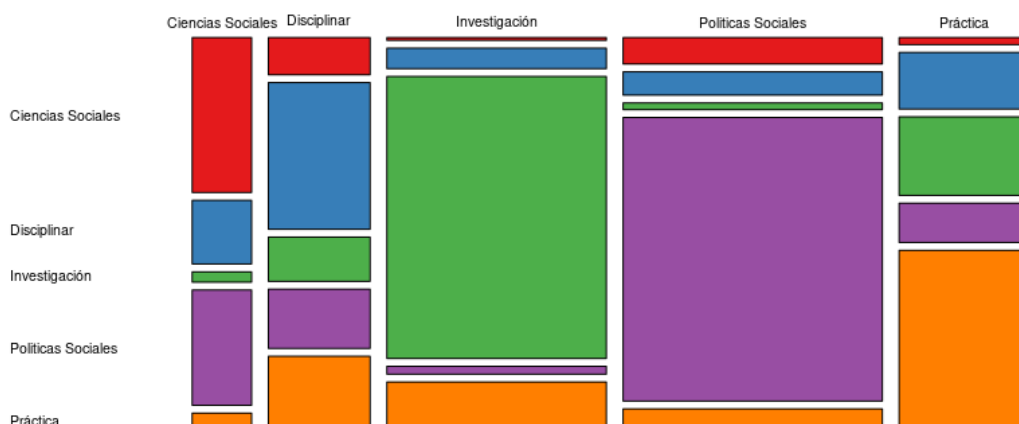 Ciencias Sociales
Disciplinar
Investigación
Politicas Sociales
Práctica
Ciencias Sociales
Disciplinar
Investigación
Politicas Sociales
Práctica